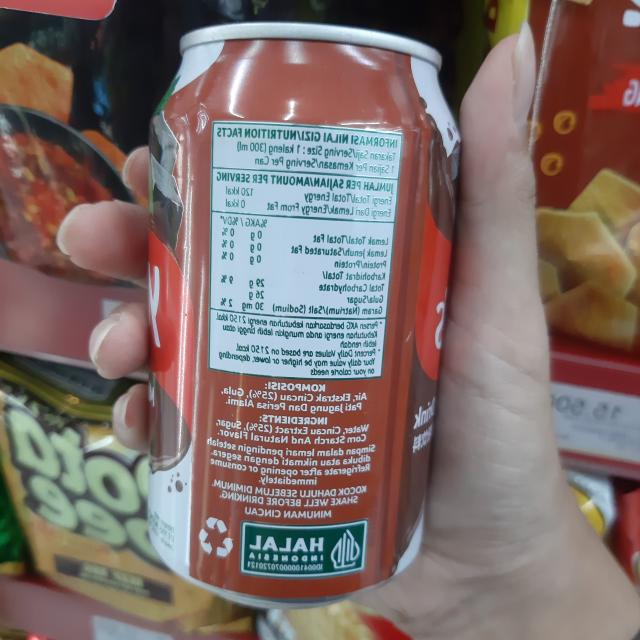 INFORMASI NILAI GIZI/NUTRITION FACTS
Takaran Saji/Serving Size : 1 Kaleng (300 ml)
1 Sajian Per Kemasan/Serving Per Can
JUMLAH PER SAJIAN/AMOUNT PER SERVING
Energi Total/Total Energy 120 kkal
Energi Dari Lemak/Energy From Fat 0 kkal
%AKG /%DV*
Lemak Total/Total Fat 0 g 0 %
Lemak Jenuh/Saturated Fat 0 g 0 %
Protein/Protein 0 g 0 %
Karbohidrat Total/
Total Carbohydrate 29 g 9 %
Gula/Sugar 26 g
Garam (Natrium)/Salt (Sodium) 30 mg 2 %
* Persen AKG berdasarkan kebutuhan energi 2150 kkal.
Kebutuhan energi anda mungkin lebih tinggi atau
lebih rendah
* Percent Daily Values are based on 2150 kcal.
Your daily value may be higher or lower, depending
on your calorie needs
KOMPOSISI:
Air, Ekstrak Cincau (25%), Gula,
Pati Jagung Dan Perisa Alami.
INGREDIENTS:
Water, Cincau Extract (25%), Sugar,
Corn Starch And Natural Flavor.
Simpan dalam lemari pendingin setelah
dibuka atau nikmati dengan segera.
Refrigerate after opening or consume
immediately.
KOCOK DAHULU SEBELUM DIMINUM.
SHAKE WELL BEFORE DRINKING.
MINUMAN CINCAU
HALAL
INDONESIA
ID00410000070720121